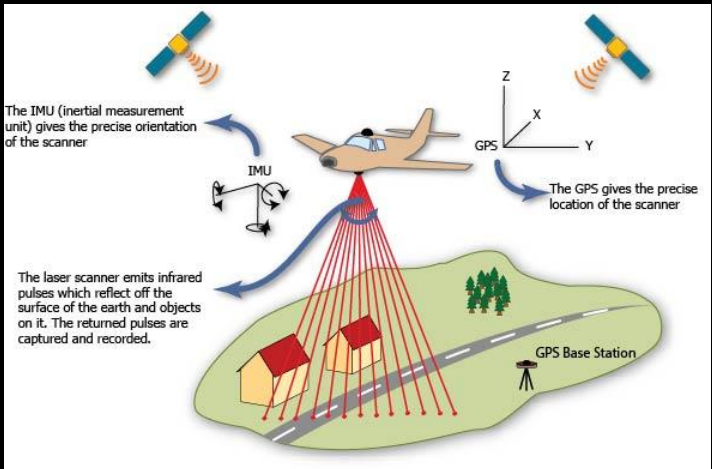 The IMU (inertial measurement
unit) gives the precise orientation
of the scanner
IMU
Z
X
GPS
Y
The GPS gives the precise
location of the scanner
The laser scanner emits infrared
pulses which reflect off the
surface of the earth and objects
on it. The returned pulses are
captured and recorded.
GPS Base Station